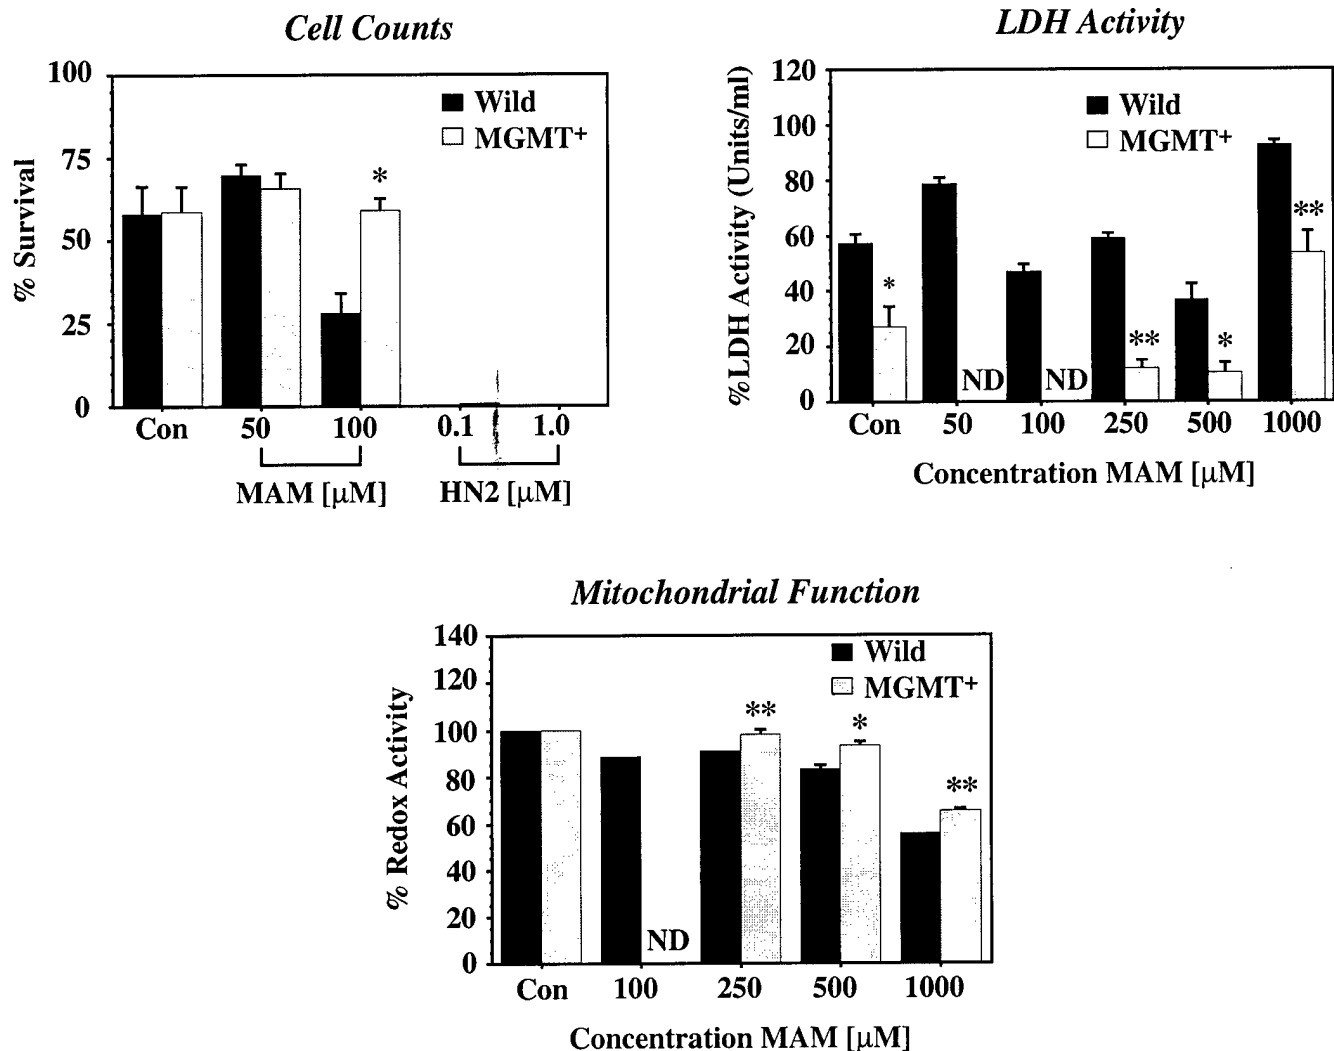 Cell Counts
% Survival
100
75
50
25
0
Wild
MGMT+
*
Con 50 100 0.1 1.0
MAM [μM] HN2 [μM]
LDH Activity
%LDH Activity (Units/ml)
120
100
80
60
40
20
0
Wild
MGMT+
* ND ND ** * **
Con 50 100 250 500 1000
Concentration MAM [μM]
Mitochondrial Function
% Redox Activity
140
120
100
80
60
40
20
0
Wild
MGMT+
ND ** * **
Con 100 250 500 1000
Concentration MAM [μM]